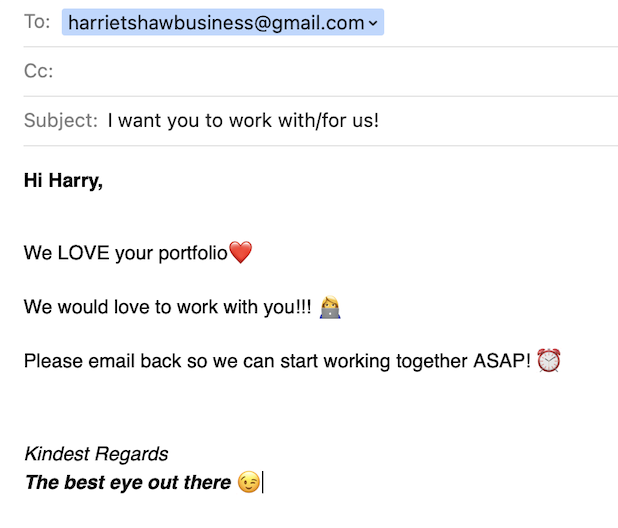 To: harrietshawbusiness@gmail.com
Cc:
Subject: I want you to work with/for us!
Hi Harry,
We LOVE your portfolio❤️
We would love to work with you!!! 🧑‍💻
Please email back so we can start working together ASAP! ⏰
Kindest Regards
The best eye out there 😉